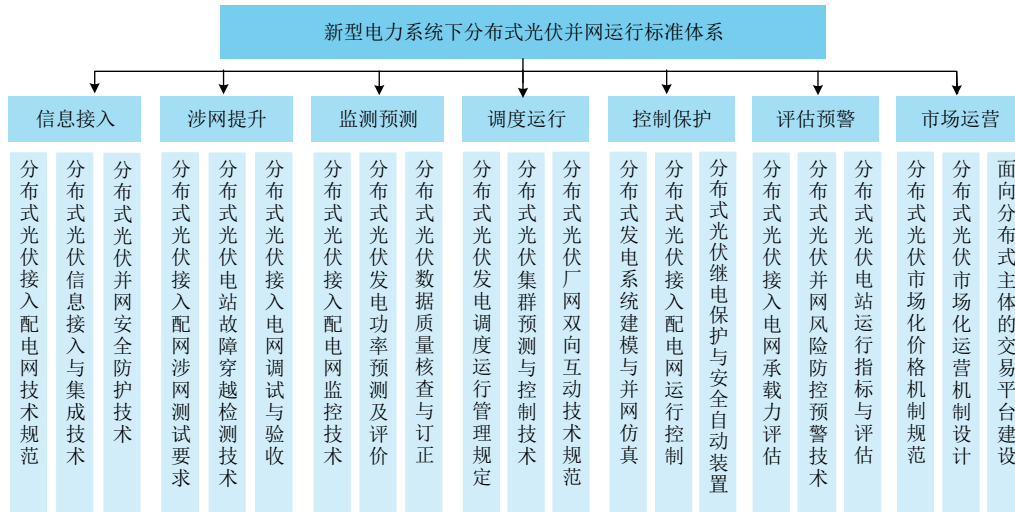 新型电力系统下分布式光伏并网运行标准体系
信息接入
涉网提升
监测预测
调度运行
控制保护
评估预警
市场运营
分布式光伏接入配电网技术规范
分布式光伏信息接入与集成技术
分布式光伏并网安全防护技术
分布式光伏接入配网涉网测试要求
分布式光伏电站故障穿越检测技术
分布式光伏接入电网调试与验收
分布式光伏接入配电网监控技术
分布式光伏发电功率预测及评价
分布式光伏数据质量核查与订正
分布式光伏发电调度运行管理规定
分布式光伏集群预测与控制技术
分布式光伏厂网双向互动技术规范
分布式发电系统建模与并网仿真
分布式光伏接入配电网运行控制
分布式光伏继电保护与安全自动装置
分布式光伏接入电网承载力评估
分布式光伏并网风险防控预警技术
分布式光伏电站运行指标与评估
分布式光伏市场化价格机制规范
分布式光伏市场化运营机制设计
面向分布式主体的交易平台建设